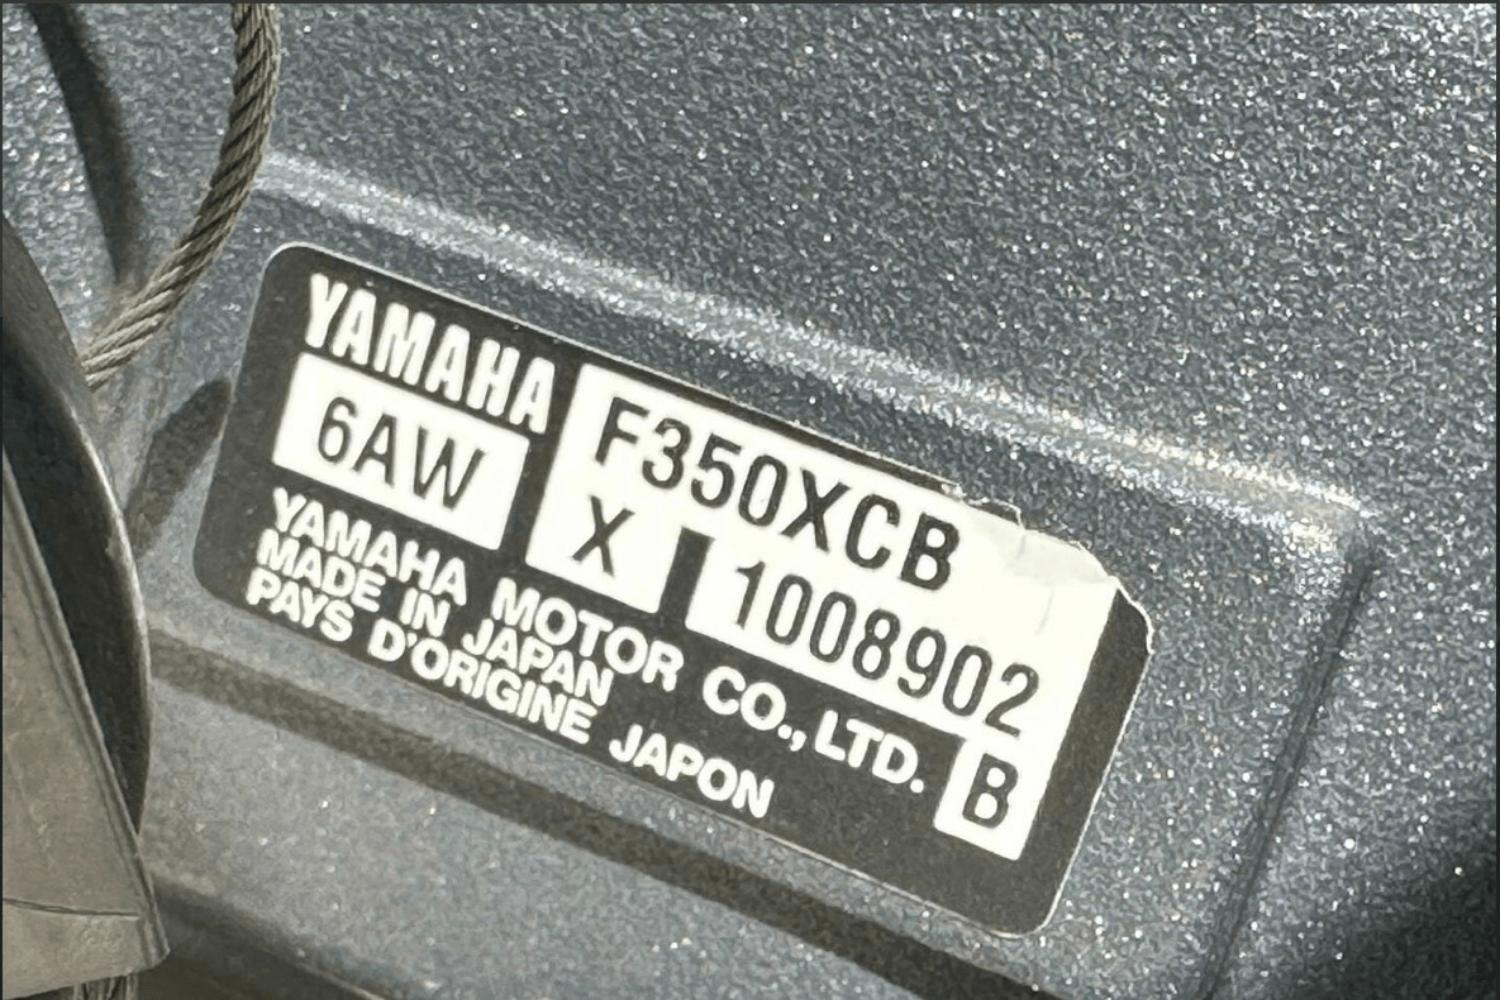 YAMAHA
F350XCB
6AW
X 1008902
YAMAHA MOTOR CO., LTD.
MADE IN JAPAN
PAYS D'ORIGINE JAPON
B